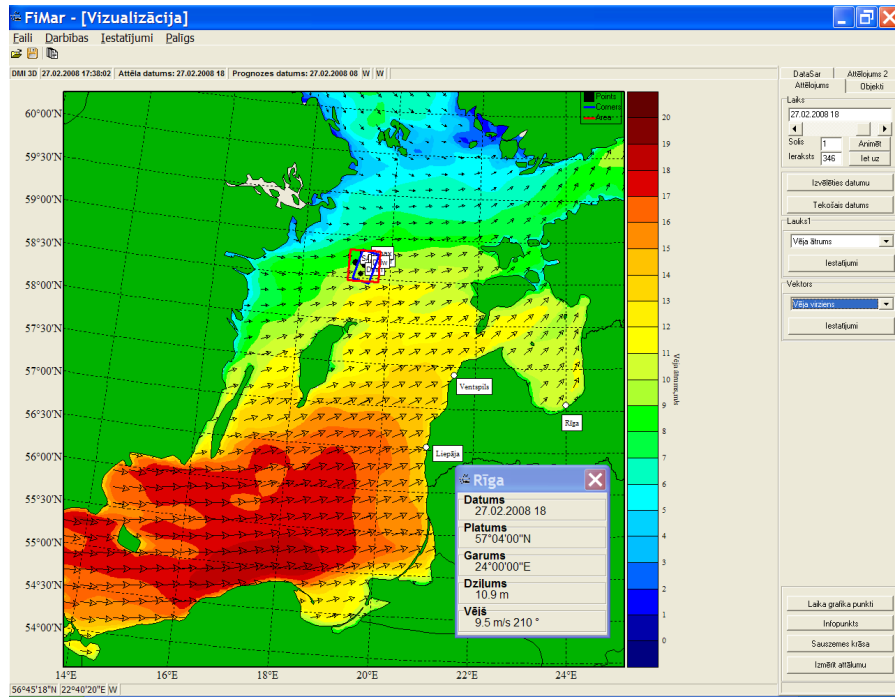 FiMar - [Vizualizācija]
Faili Darbības Iestatījumi Palīgs
DMI 3D 27.02.2008 17:38:02 Attēla datums: 27.02.2008 18 Prognozes datums: 27.02.2008 08 W W
DataSar Attēlojums 2
Attēlojums Objekti
Laiks
27.02.2008 18
Solis 1 Animēt
Ieraksts 346 Iet uz
Izvēlēties datumu
Tekošais datums
Lauks1
Vēja ātrums
Iestatījumi
Vektors
Vēja virziens
Iestatījumi
Laika grafika punkti
Infopunkts
Sauszemes krāsa
Izmērīt attālumu
Points
Corners
Area
60°00'N
59°30'N
59°00'N
58°30'N
58°00'N
57°30'N
57°00'N
56°30'N
56°00'N
55°30'N
55°00'N
54°30'N
54°00'N
14°E 16°E 18°E 20°E 22°E 24°E
Ventspils
Rīga
Liepāja
20
19
18
17
16
15
14
13
12
11
10
9
8
7
6
5
4
3
2
1
0
Vēja ātrums,m/s
Rīga
Datums
27.02.2008 18
Platums
57°04'00"N
Garums
24°00'00"E
Dziļums
10.9 m
Vējš
9.5 m/s 210 °
56°45'18"N 22°40'20"E W